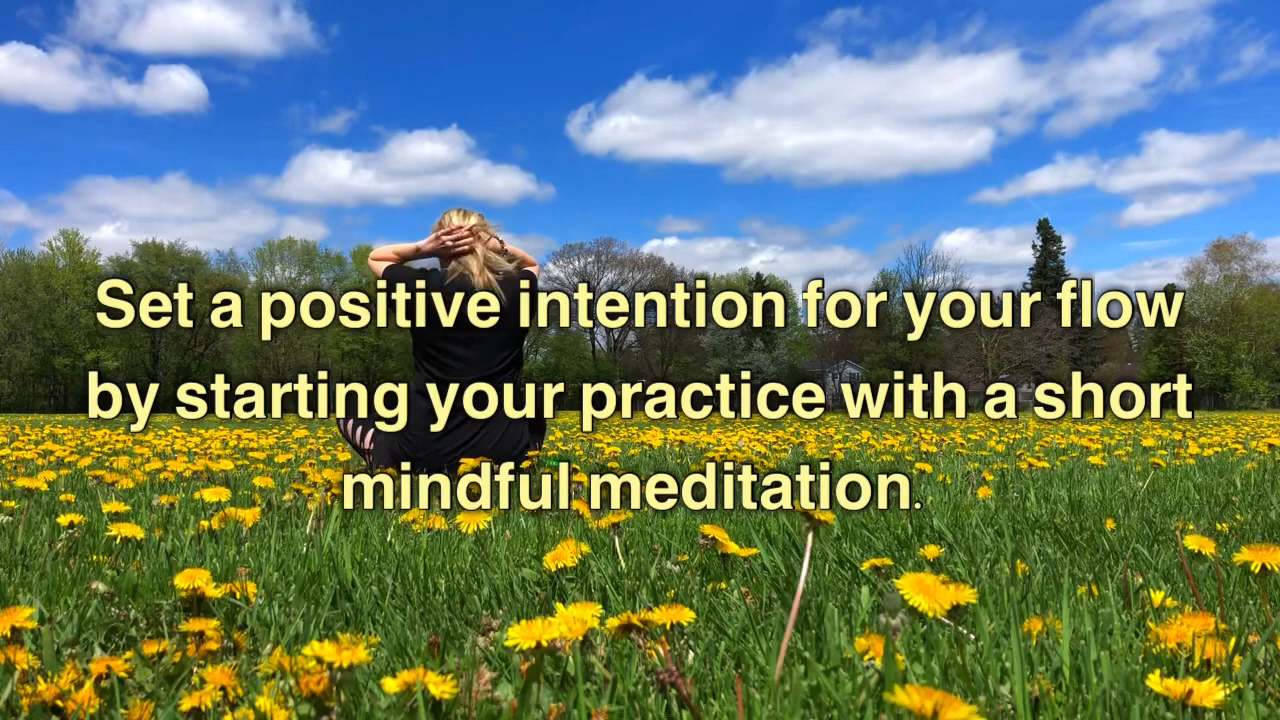 Set a positive intention for your flow
by starting your practice with a short
mindful meditation.